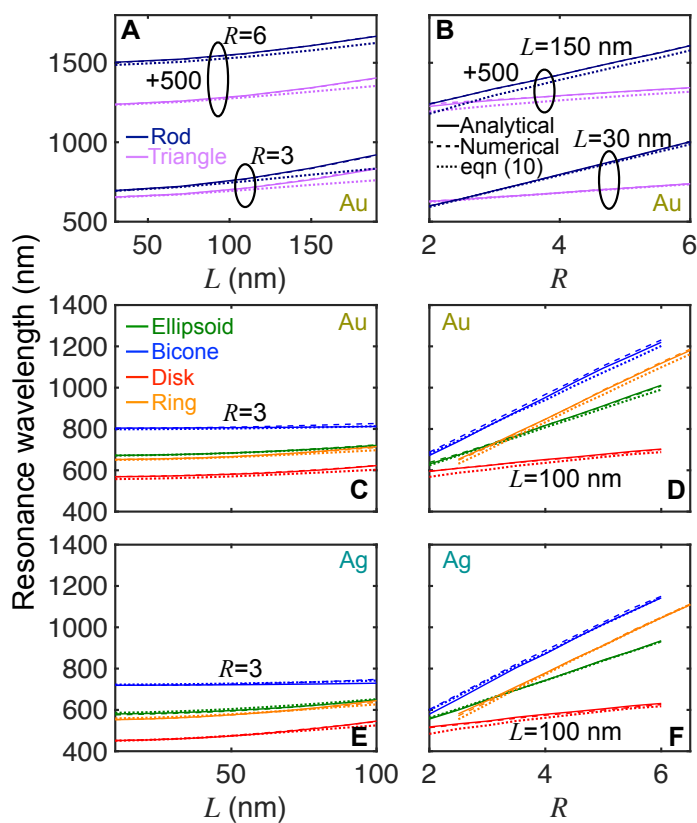 Resonance wavelength (nm)
A
R=6
+500
Rod
Triangle
R=3
Au
1500
1000
500
50
100
150
L (nm)
B
L=150 nm
+500
Analytical
Numerical
eqn (10)
L=30 nm
Au
2
4
6
R
1400
1200
1000
800
600
400
Ellipsoid
Bicone
Disk
Ring
Au
R=3
C
Au
L=100 nm
D
2
4
6
1400
1200
1000
800
600
400
Ag
R=3
E
50
100
L (nm)
Ag
L=100 nm
F
2
4
6
R